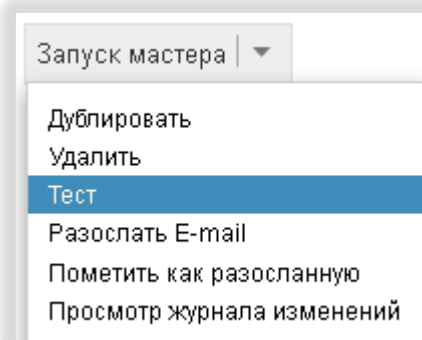 Запуск мастера
Дублировать
Удалить
Тест
Разослать E-mail
Пометить как разосланную
Просмотр журнала изменений